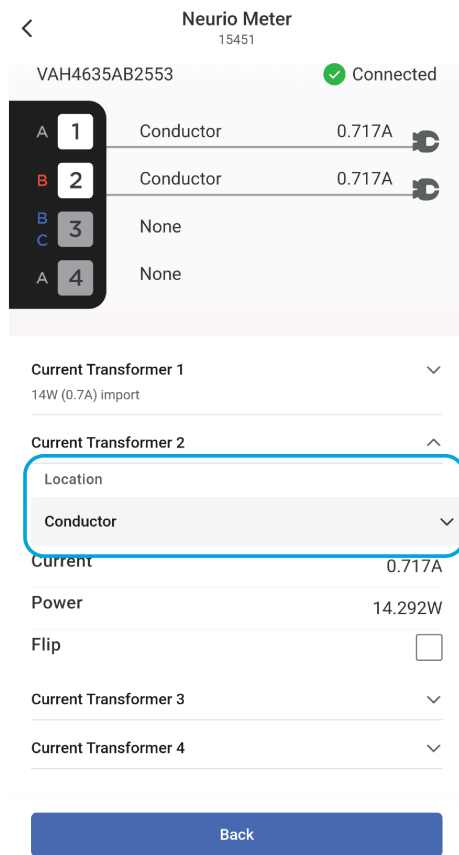 Neurio Meter
15451
VAH4635AB2553 Connected
A 1 Conductor 0.717A
B 2 Conductor 0.717A
B C 3 None
A 4 None
Current Transformer 1
14W (0.7A) import
Current Transformer 2
Location
Conductor
Current 0.717A
Power 14.292W
Flip
Current Transformer 3
Current Transformer 4
Back